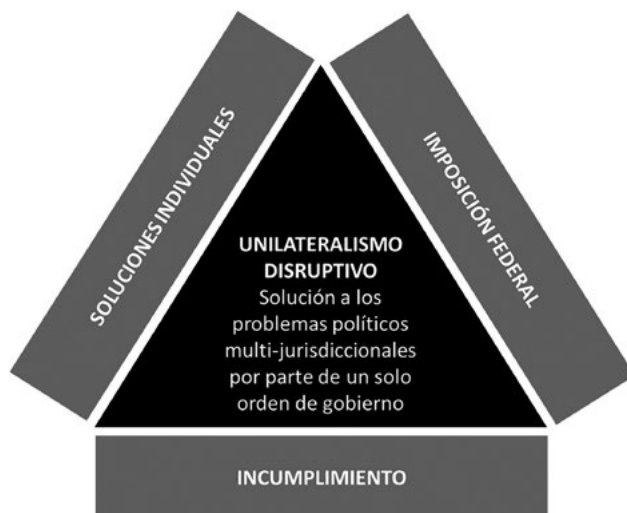 SOLUCIONES INDIVIDUALES
IMPOSICIÓN FEDERAL
UNILATERALISMO
DISRUPTIVO
Solución a los
problemas políticos
multi-jurisdiccionales
por parte de un solo
orden de gobierno
INCUMPLIMIENTO